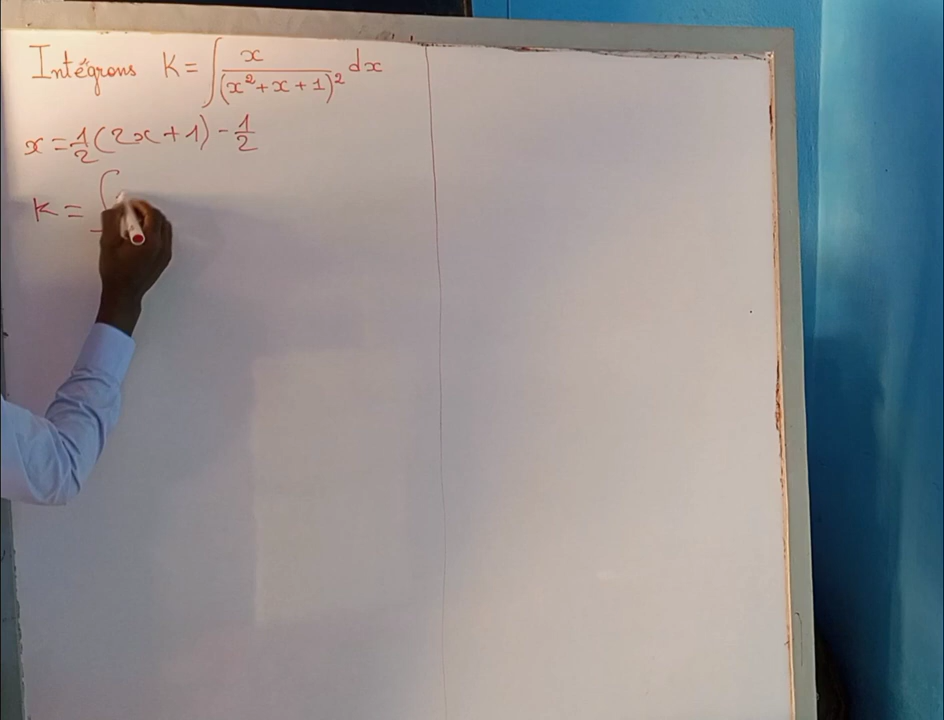 Intégrons K = ∫ x/(x²+x+1)² dx
x = 1/2 (2x+1) - 1/2
K = ∫